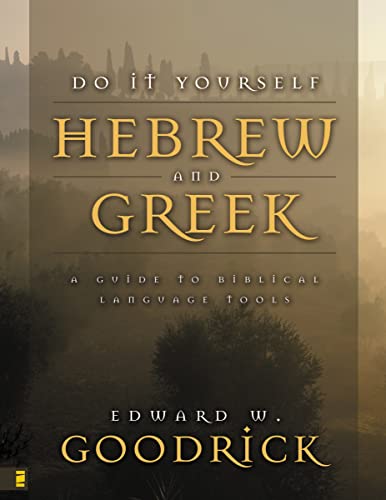 DO IT YOURSELF
HEBREW
AND
GREEK
A GUIDE TO BIBLICAL
LANGUAGE TOOLS
EDWARD W.
GOODRICK